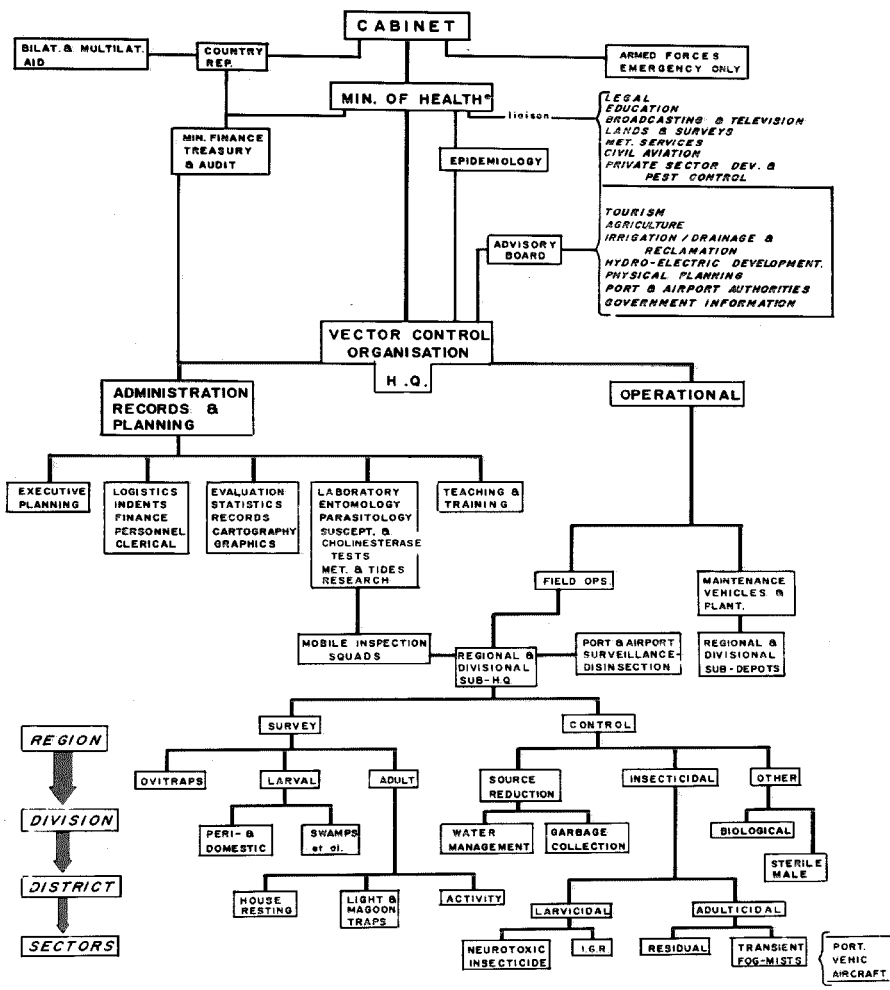 CABINET
BILAT. & MULTILAT.
AID
COUNTRY
REP.
ARMED FORCES
EMERGENCY ONLY
MIN. OF HEALTH
liaison
LEGAL
EDUCATION
BROADCASTING & TELEVISION
LANDS & SURVEYS
MET. SERVICES
CIVIL AVIATION
PRIVATE SECTOR DEV. &
PEST CONTROL
MIN. FINANCE
TREASURY
& AUDIT
EPIDEMIOLOGY
ADVISORY
BOARD
TOURISM
AGRICULTURE
IRRIGATION / DRAINAGE &
RECLAMATION
HYDRO-ELECTRIC DEVELOPMENT.
PHYSICAL PLANNING
PORT & AIRPORT AUTHORITIES
GOVERNMENT INFORMATION
VECTOR CONTROL
ORGANISATION
H.Q.
ADMINISTRATION
RECORDS &
PLANNING
OPERATIONAL
EXECUTIVE
PLANNING
LOGISTICS
INDENTS
FINANCE
PERSONNEL
CLERICAL
EVALUATION
STATISTICS
RECORDS
CARTOGRAPHY
GRAPHICS
LABORATORY
ENTOMOLOGY
PARASITOLOGY
SUSCEPT. &
CHOLINESTERASE
TESTS
MET. & TIDES
RESEARCH
TEACHING &
TRAINING
FIELD OPS.
MAINTENANCE
VEHICLES &
PLANT.
MOBILE INSPECTION
SQUADS
REGIONAL &
DIVISIONAL
SUB-H.Q.
PORT & AIRPORT
SURVEILLANCE-
DISINSECTION
REGIONAL &
DIVISIONAL
SUB-DEPOTS
REGION
DIVISION
DISTRICT
SECTORS
SURVEY
CONTROL
OVITRAPS
LARVAL
ADULT
SOURCE
REDUCTION
INSECTICIDAL
OTHER
PERI- &
DOMESTIC
SWAMPS
et al.
WATER
MANAGEMENT
GARBAGE
COLLECTION
BIOLOGICAL
STERILE
MALE
HOUSE
RESTING
LIGHT &
MAGOON
TRAPS
ACTIVITY
LARVICIDAL
ADULTICIDAL
NEUROTOXIC
INSECTICIDE
I.G.R
RESIDUAL
TRANSIENT
FOG-MISTS
PORT.
VEHIC
AIRCRAFT